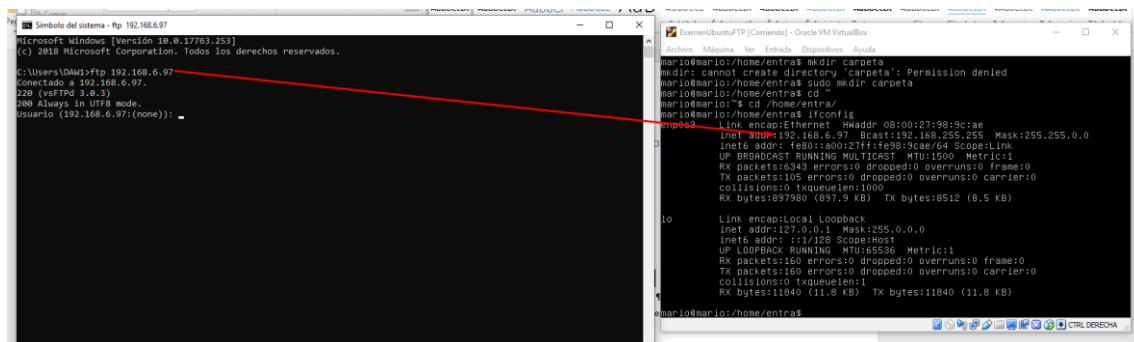 Símbolo del sistema - ftp 192.168.6.97
Microsoft Windows [Versión 10.0.17763.253]
(c) 2018 Microsoft Corporation. Todos los derechos reservados.
C:\Users\DAW1>ftp 192.168.6.97
Conectado a 192.168.6.97.
220 (vsFTPd 3.0.3)
200 Always in UTF8 mode.
Usuario (192.168.6.97:(none)):
ExamenUbuntuFTP [Corriendo] - Oracle VM VirtualBox
Archivo Máquina Ver Entrada Dispositivos Ayuda
mario@mario:/home/entra$ mkdir carpeta
mkdir: cannot create directory 'carpeta': Permission denied
mario@mario:/home/entra$ sudo mkdir carpeta
mario@mario:/home/entra$ cd ~
mario@mario:~$ cd /home/entra/
mario@mario:/home/entra$ ifconfig
enp0s3 Link encap:Ethernet HWaddr 08:00:27:98:9c:ae
inet addr:192.168.6.97 Bcast:192.168.255.255 Mask:255.255.0.0
inet6 addr: fe80::a00:27ff:fe98:9cae/64 Scope:Link
UP BROADCAST RUNNING MULTICAST MTU:1500 Metric:1
RX packets:6343 errors:0 dropped:0 overruns:0 frame:0
TX packets:105 errors:0 dropped:0 overruns:0 carrier:0
collisions:0 txqueuelen:1000
RX bytes:897980 (897.9 KB) TX bytes:8512 (8.5 KB)
lo Link encap:Local Loopback
inet addr:127.0.0.1 Mask:255.0.0.0
inet6 addr: ::1/128 Scope:Host
UP LOOPBACK RUNNING MTU:65536 Metric:1
RX packets:160 errors:0 dropped:0 overruns:0 frame:0
TX packets:160 errors:0 dropped:0 overruns:0 carrier:0
collisions:0 txqueuelen:1
RX bytes:11840 (11.8 KB) TX bytes:11840 (11.8 KB)
mario@mario:/home/entra$
CTRL DERECHA